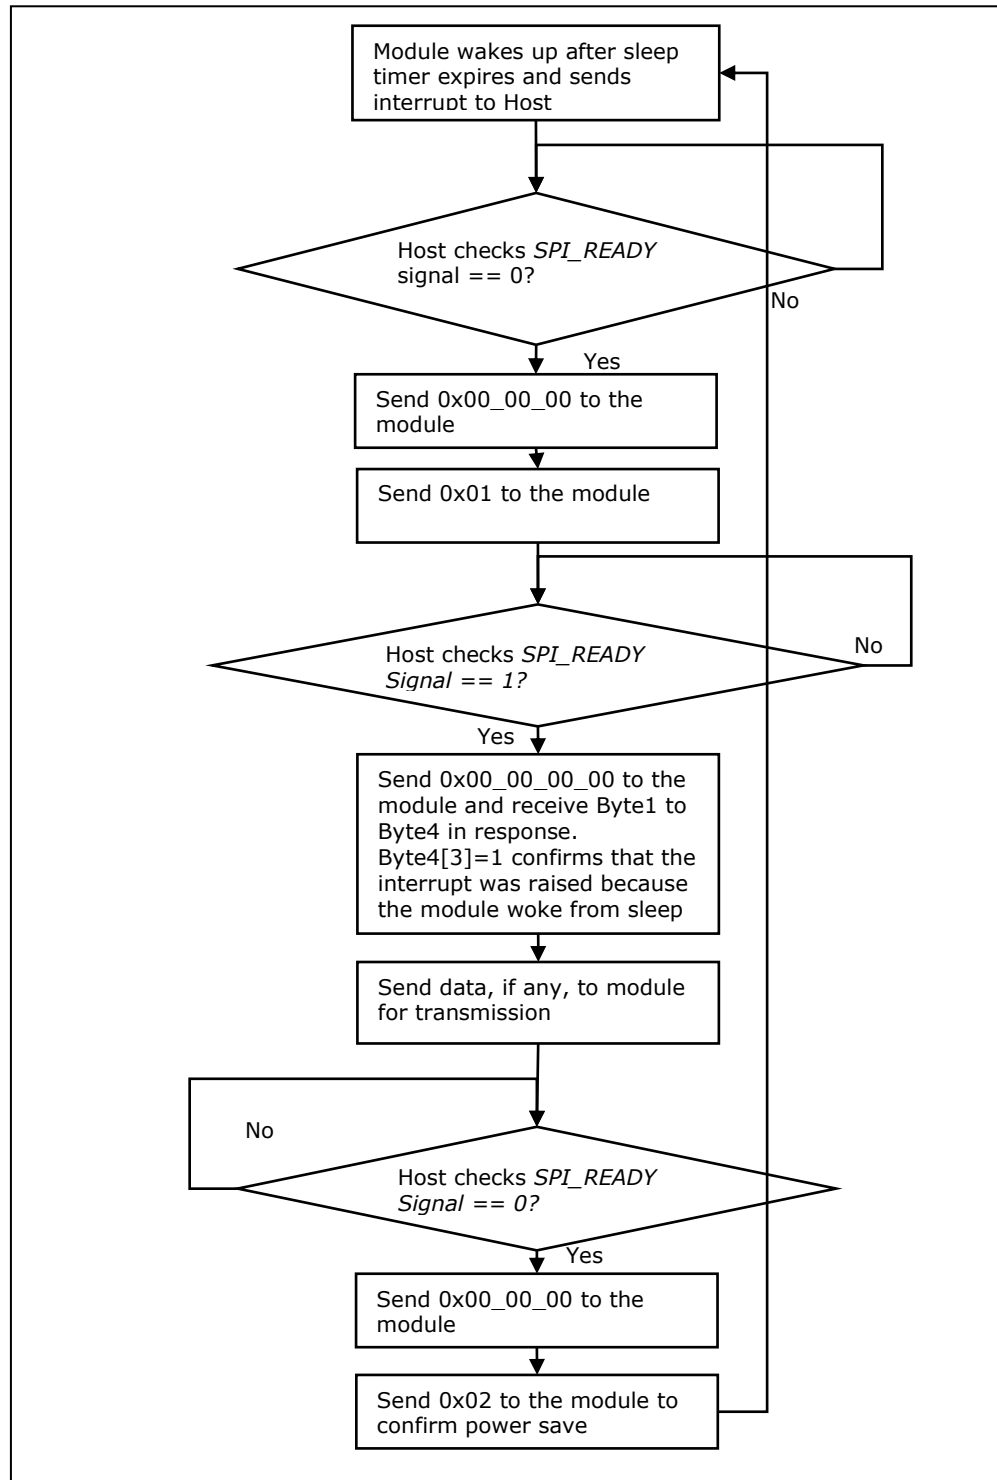 Module wakes up after sleep
timer expires and sends
interrupt to Host
Host checks SPI_READY
signal == 0?
No
Yes
Send 0x00_00_00 to the
module
Send 0x01 to the module
Host checks SPI_READY
Signal == 1?
No
Yes
Send 0x00_00_00_00 to the
module and receive Byte1 to
Byte4 in response.
Byte4[3]=1 confirms that the
interrupt was raised because
the module woke from sleep
Send data, if any, to module
for transmission
No
Host checks SPI_READY
Signal == 0?
Yes
Send 0x00_00_00 to the
module
Send 0x02 to the module to
confirm power save